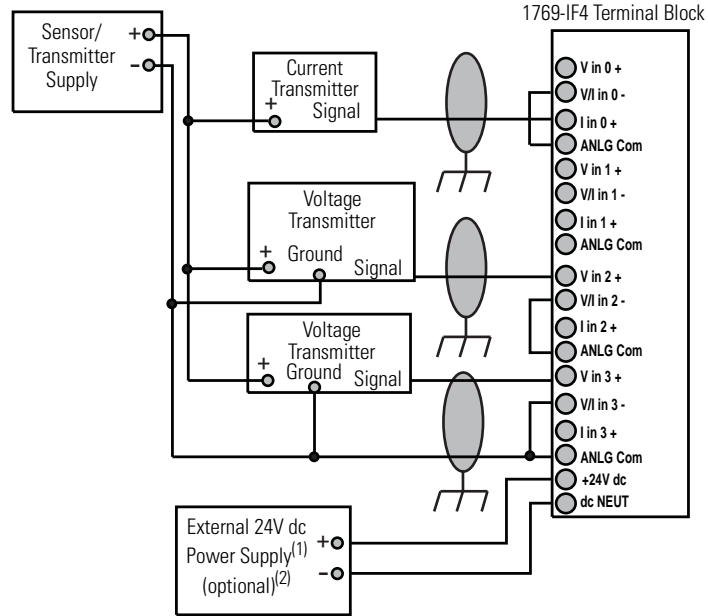 1769-IF4 Terminal Block
Sensor/
Transmitter
Supply
+
-
Current
Transmitter
+
Signal
Voltage
Transmitter
+
Ground
Signal
Voltage
Transmitter
+
Ground
Signal
V in 0 +
V/I in 0 -
I in 0 +
ANLG Com
V in 1 +
V/I in 1 -
I in 1 +
ANLG Com
V in 2 +
V/I in 2 -
I in 2 +
ANLG Com
V in 3 +
V/I in 3 -
I in 3 +
ANLG Com
+24V dc
dc NEUT
External 24V dc
Power Supply(1)
(optional)(2)
+
-